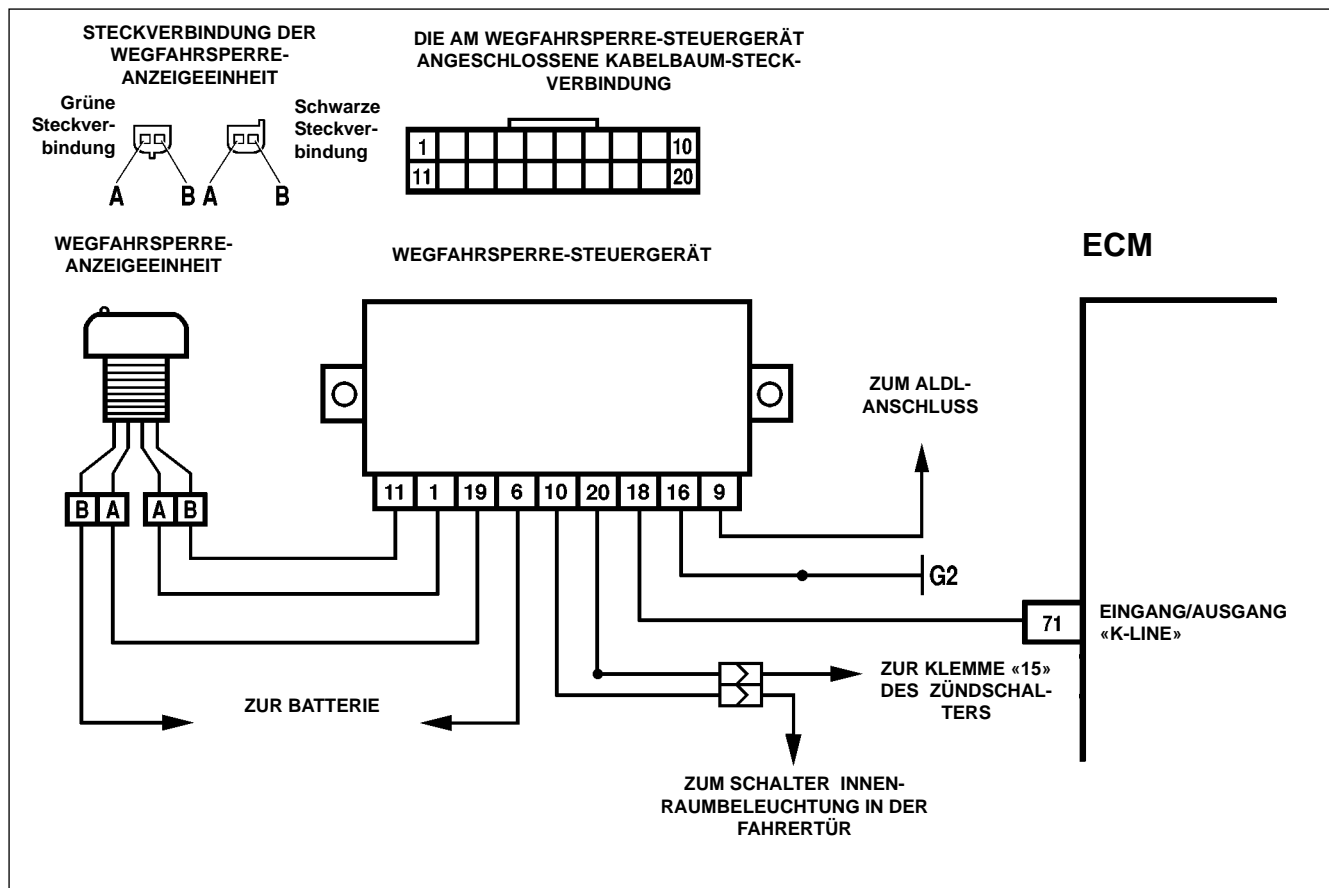 STECKVERBINDUNG DER
WEGFAHRSPERRE-
ANZEIGEEINHEIT
DIE AM WEGFAHRSPERRE-STEUERGERÄT
ANGESCHLOSSENE KABELBAUM-STECK-
VERBINDUNG
Grüne
Steckver-
bindung
Schwarze
Steckver-
bindung
A B A B
1 10
11 20
WEGFAHRSPERRE-
ANZEIGEEINHEIT
WEGFAHRSPERRE-STEUERGERÄT
ECM
ZUM ALDL-
ANSCHLUSS
B A A B
11 1 19 6 10 20 18 16 9
G2
71
EINGANG/AUSGANG
«K-LINE»
ZUR BATTERIE
ZUR KLEMME «15»
DES ZÜNDSCHAL-
TERS
ZUM SCHALTER INNEN-
RAUMBELEUCHTUNG IN DER
FAHRERTÜR